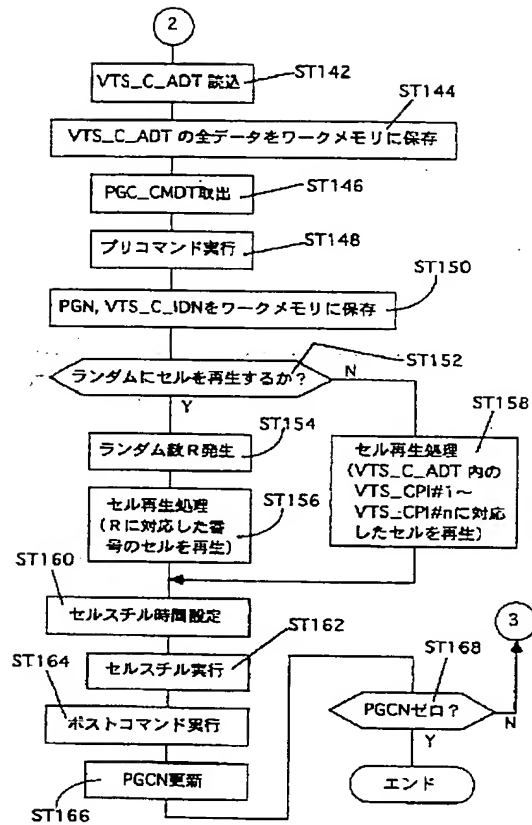 2
VTS_C_ADT 読込
ST142
ST144
VTS_C_ADT の全データをワークメモリに保存
ST146
PGC_CMDT取出
ST148
プリコマンド実行
ST150
PGN, VTS_C_IDNをワークメモリに保存
ST152
ランダムにセルを再生するか?
N
Y
ST154
ランダム数R発生
ST158
セル再生処理
(VTS_C_ADT 内の
VTS_CPI#1~
VTS_CPI#nに対応
したセルを再生)
ST156
セル再生処理
(Rに対応した番
号のセルを再生)
ST160
セルスチル時間設定
ST162
セルスチル実行
ST164
ポストコマンド実行
ST166
PGCN更新
3
ST168
PGCNゼロ?
N
Y
エンド